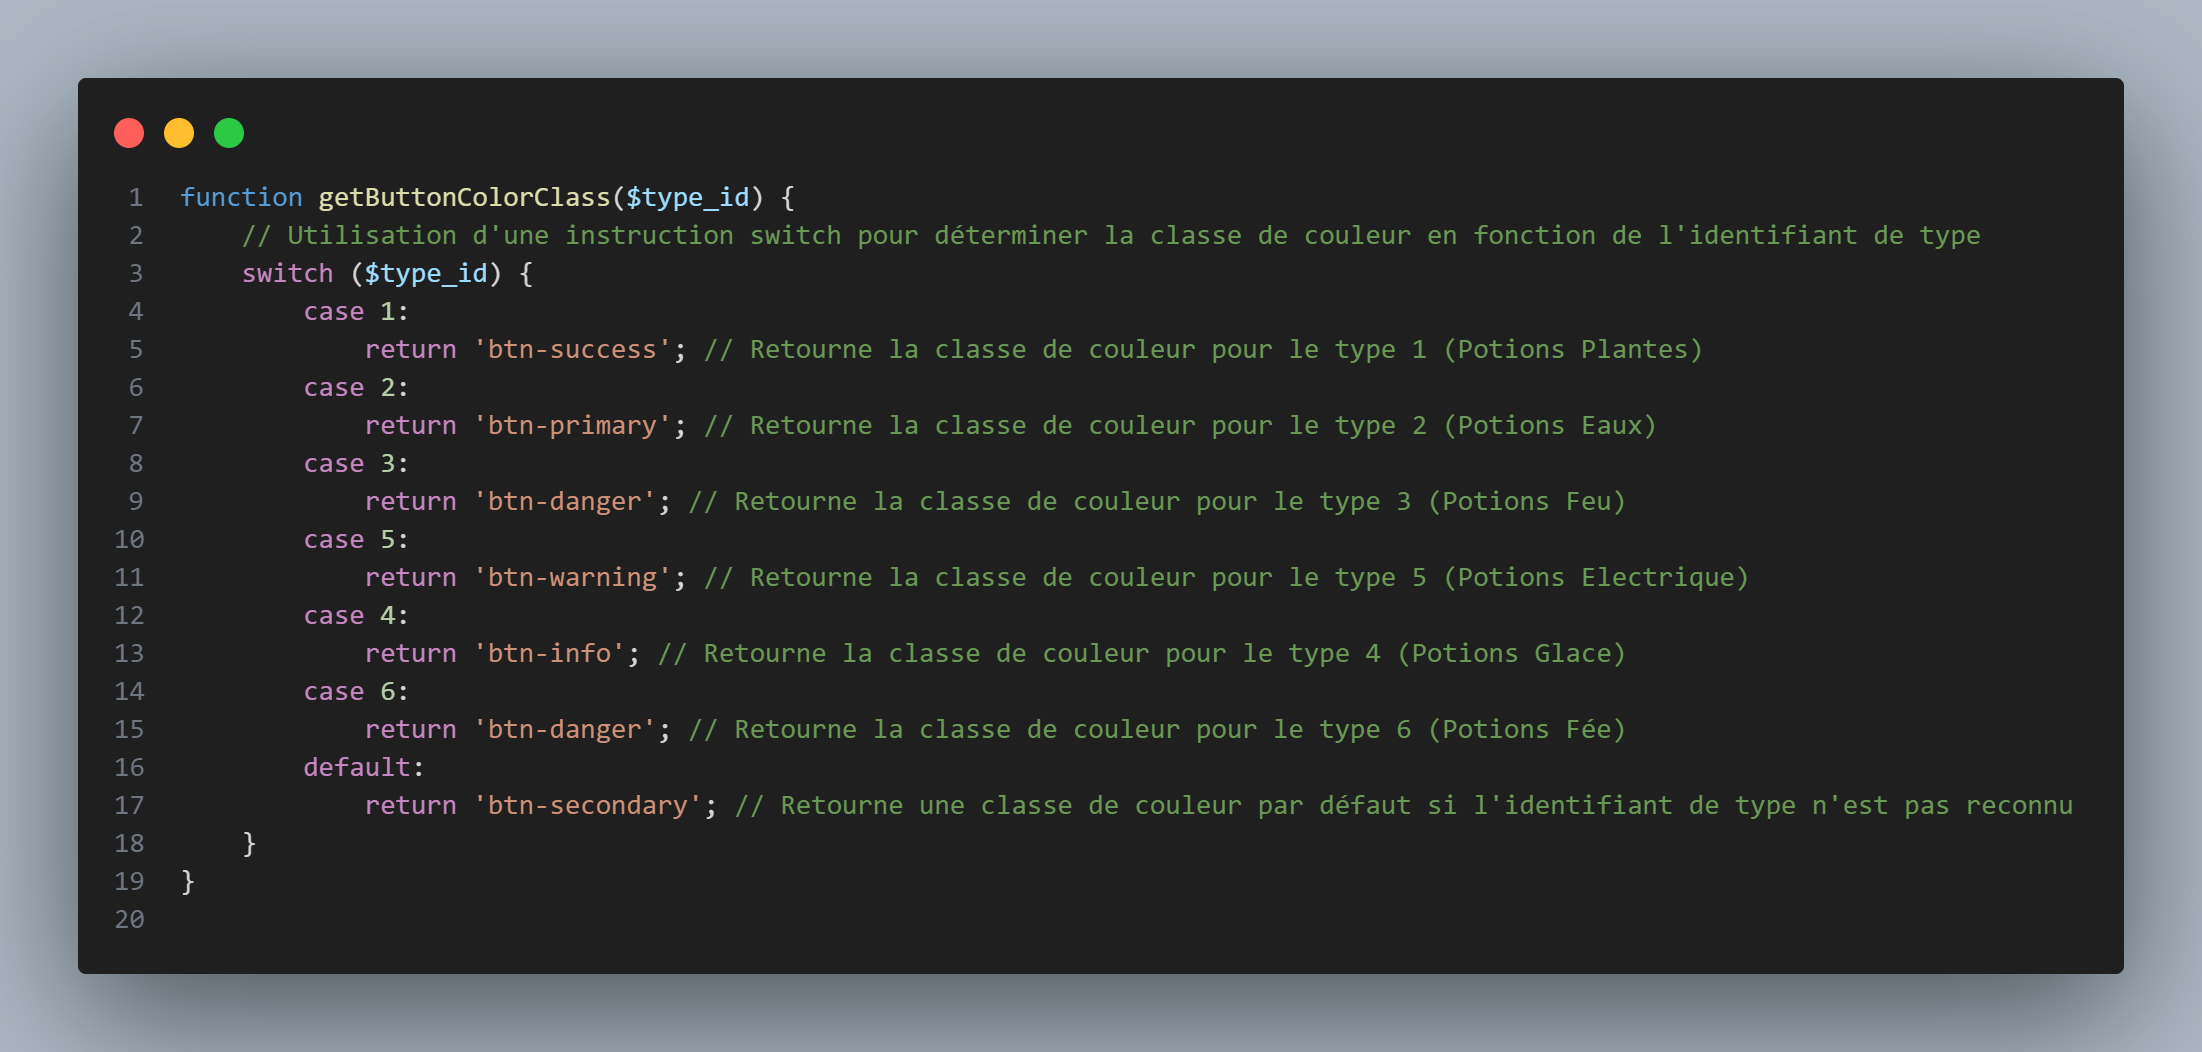 1 function getButtonColorClass($type_id) {
2     // Utilisation d'une instruction switch pour déterminer la classe de couleur en fonction de l'identifiant de type
3     switch ($type_id) {
4         case 1:
5             return 'btn-success'; // Retourne la classe de couleur pour le type 1 (Potions Plantes)
6         case 2:
7             return 'btn-primary'; // Retourne la classe de couleur pour le type 2 (Potions Eaux)
8         case 3:
9             return 'btn-danger'; // Retourne la classe de couleur pour le type 3 (Potions Feu)
10         case 5:
11             return 'btn-warning'; // Retourne la classe de couleur pour le type 5 (Potions Electrique)
12         case 4:
13             return 'btn-info'; // Retourne la classe de couleur pour le type 4 (Potions Glace)
14         case 6:
15             return 'btn-danger'; // Retourne la classe de couleur pour le type 6 (Potions Fée)
16         default:
17             return 'btn-secondary'; // Retourne une classe de couleur par défaut si l'identifiant de type n'est pas reconnu
18     }
19 }
20